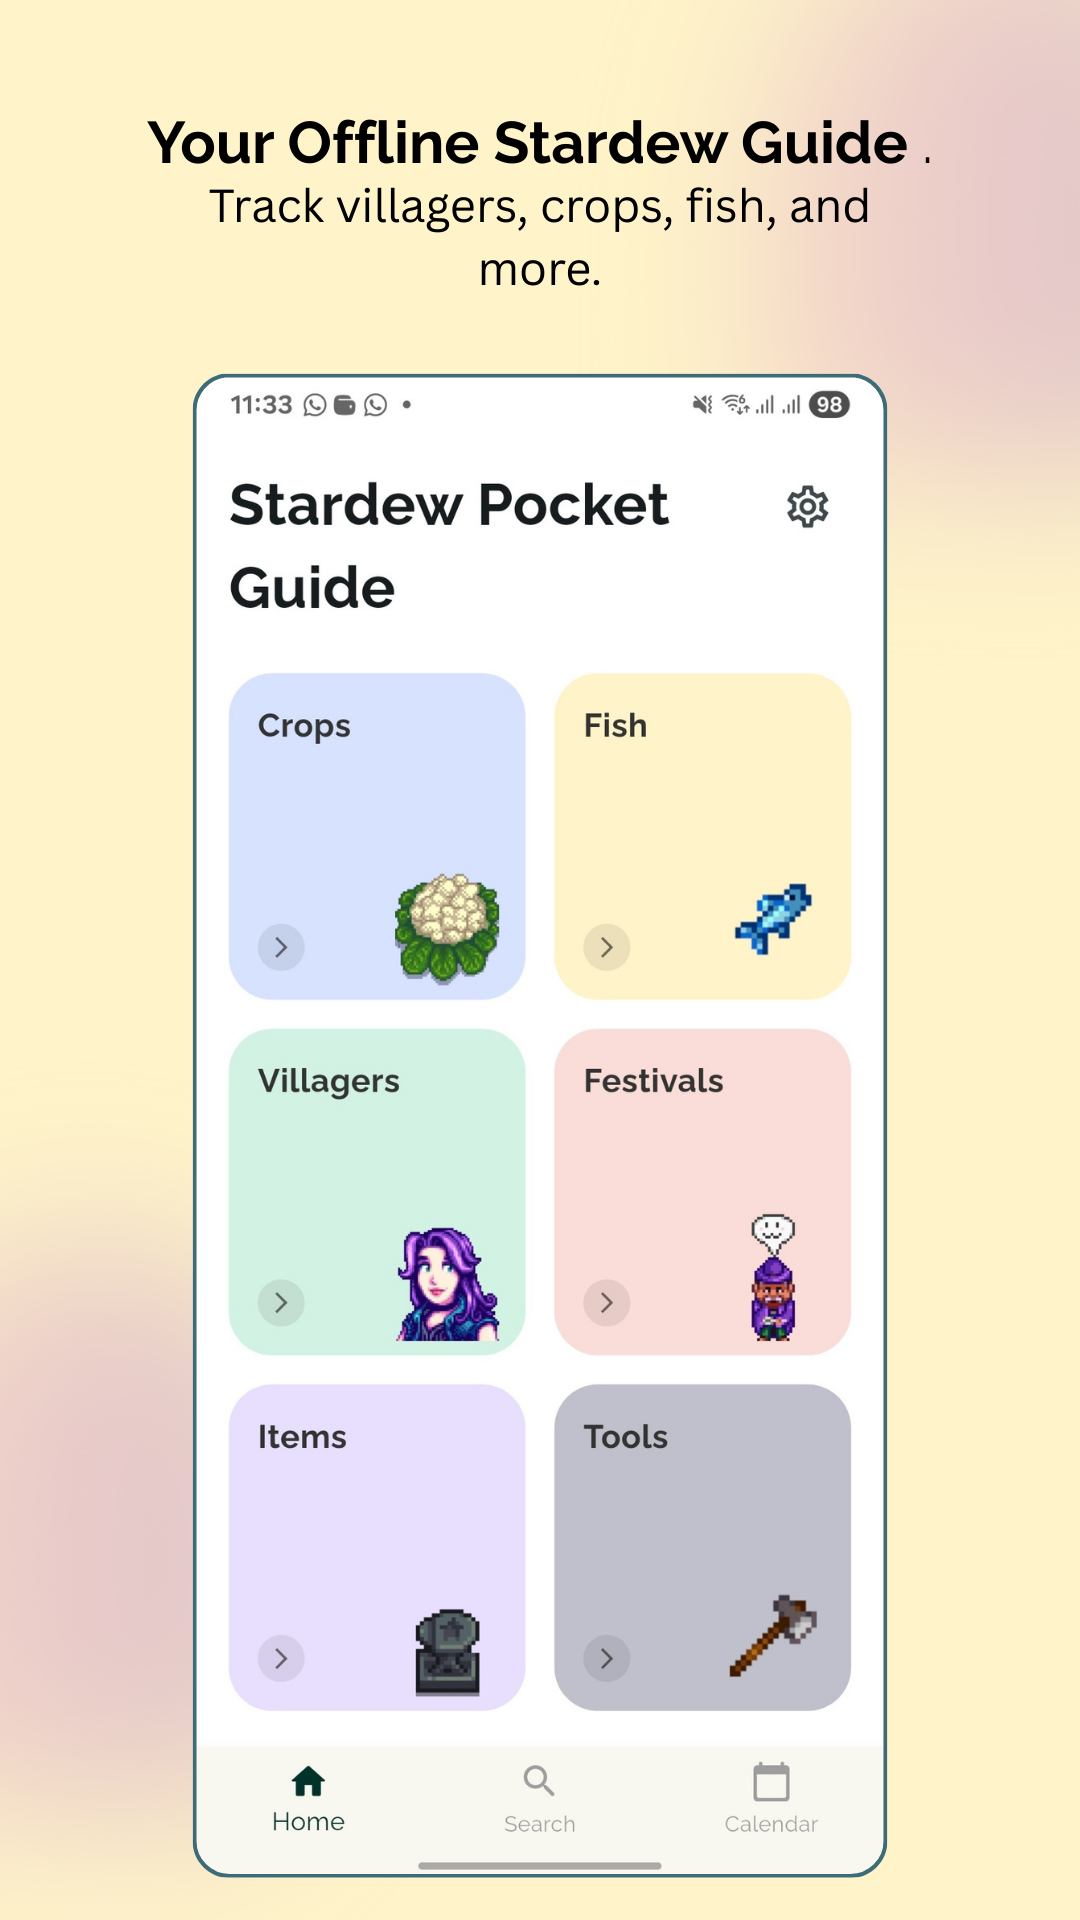 Your Offline Stardew Guide .
Track villagers, crops, fish, and
more.
11:33
98
Stardew Pocket
Guide
Crops
Fish
Villagers
Festivals
Items
Tools
Home
Search
Calendar